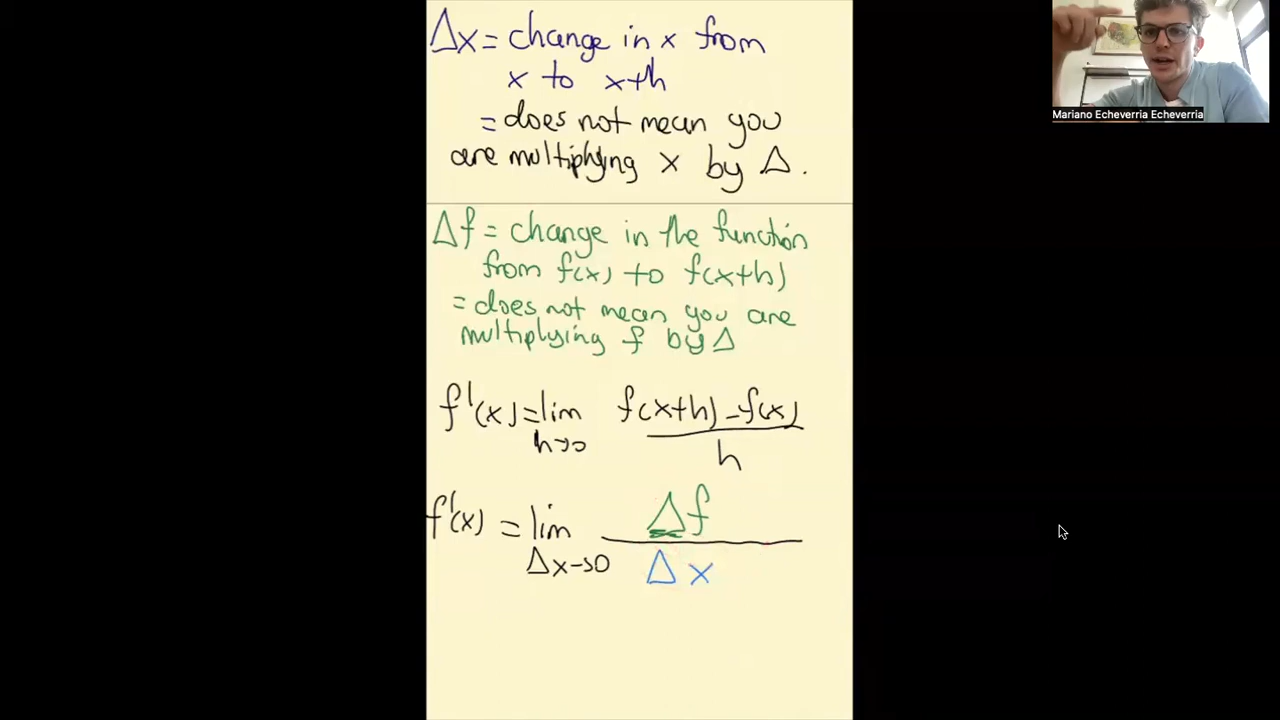 Δx = change in x from
x to x+h
= does not mean you
are multiplying x by Δ.
Δf = change in the function
from f(x) to f(x+h)
= does not mean you are
multiplying f by Δ
f'(x) = lim h→0 f(x+h) - f(x) / h
f'(x) = lim Δx→0 Δf / Δx
Mariano Echeverria Echeverria